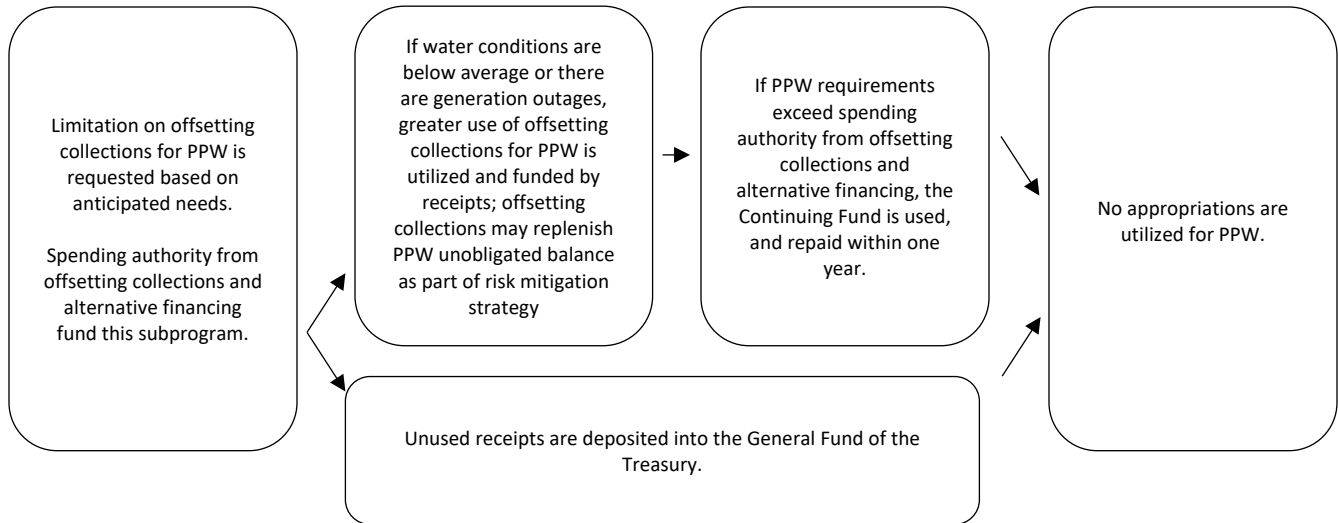 Limitation on offsetting
collections for PPW is
requested based on
anticipated needs.
Spending authority from
offsetting collections and
alternative financing
fund this subprogram.
If water conditions are
below average or there
are generation outages,
greater use of offsetting
collections for PPW is
utilized and funded by
receipts; offsetting
collections may replenish
PPW unobligated balance
as part of risk mitigation
strategy
If PPW requirements
exceed spending
authority from offsetting
collections and
alternative financing, the
Continuing Fund is used,
and repaid within one
year.
No appropriations are
utilized for PPW.
Unused receipts are deposited into the General Fund of the
Treasury.